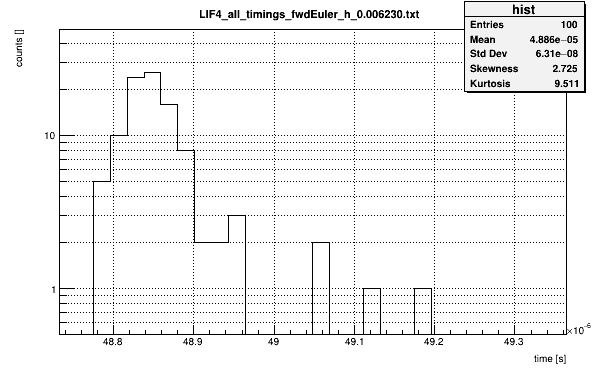 LIF4_all_timings_fwdEuler_h_0.006230.txt
hist
Entries 100
Mean 4.886e−05
Std Dev 6.31e−08
Skewness 2.725
Kurtosis 9.511
counts []
10
1
48.8 48.9 49 49.1 49.2 49.3
×10⁻⁶
time [s]